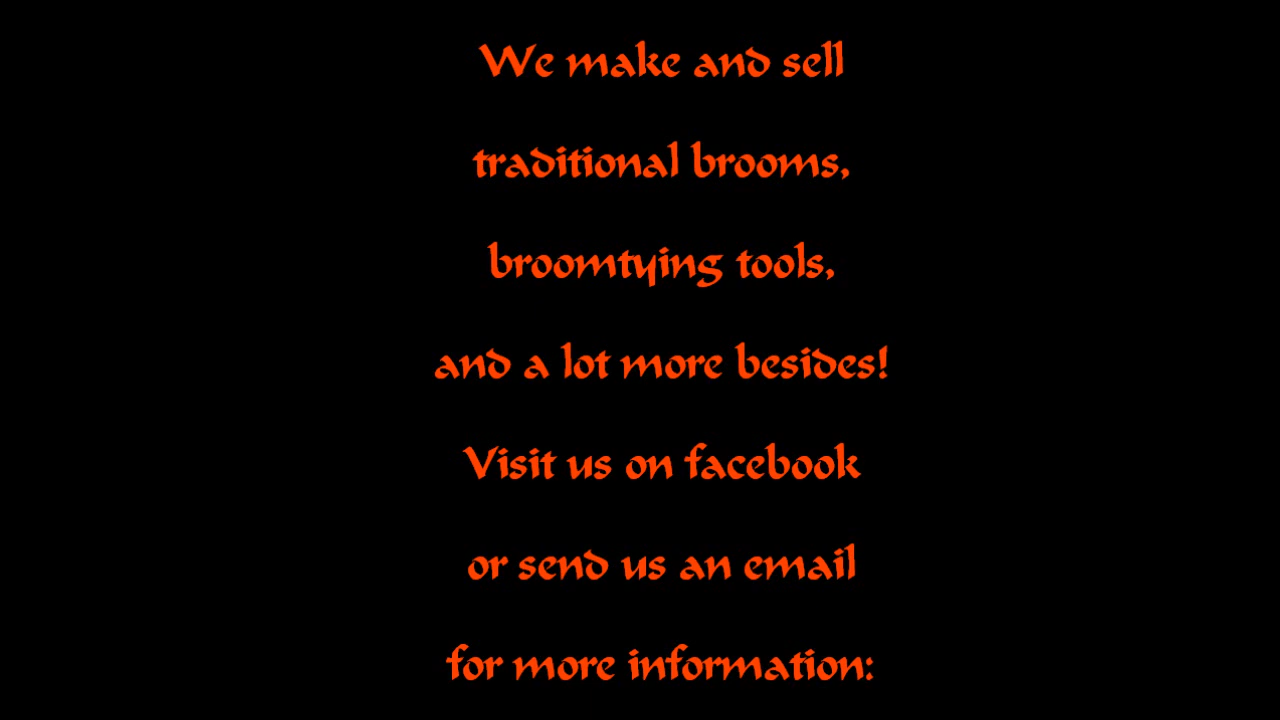 We make and sell
traditional brooms,
broomtying tools,
and a lot more besides!
Visit us on facebook
or send us an email
for more information: